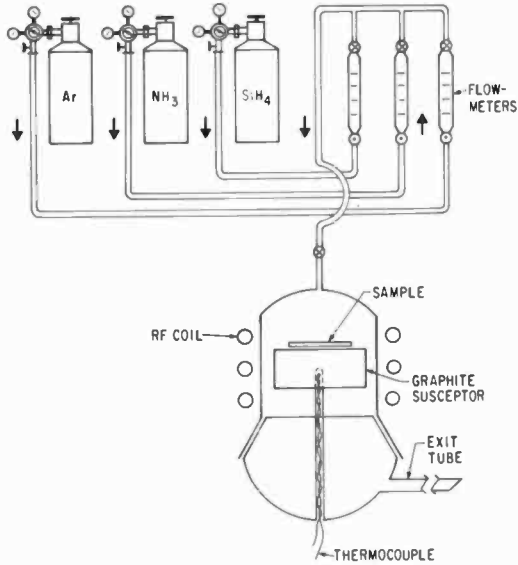 Ar
NH3
SiH4
FLOW-
METERS
SAMPLE
RF COIL
GRAPHITE
SUSCEPTOR
EXIT
TUBE
THERMOCOUPLE